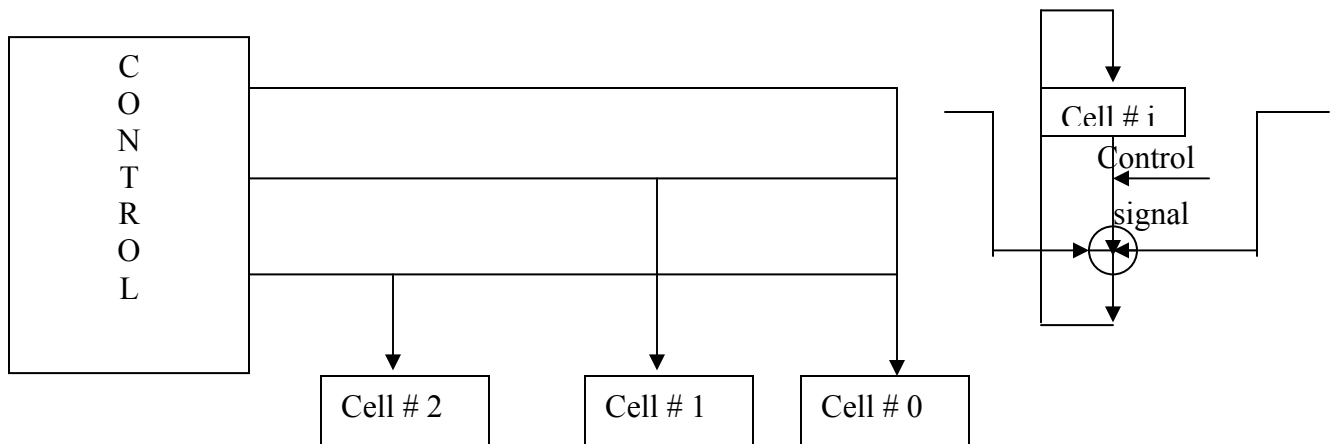 C
O
N
T
R
O
L
Cell # i
Control
signal
Cell # 2
Cell # 1
Cell # 0